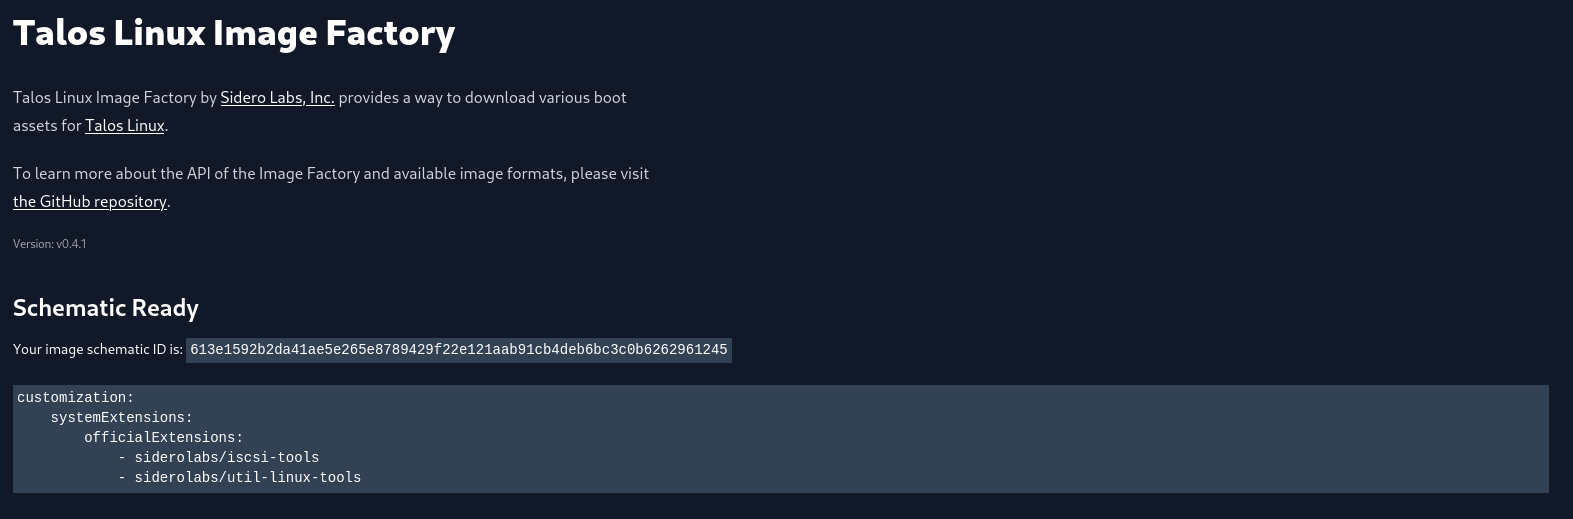 Talos Linux Image Factory
Talos Linux Image Factory by Sidero Labs, Inc. provides a way to download various boot
assets for Talos Linux.
To learn more about the API of the Image Factory and available image formats, please visit
the GitHub repository.
Version: v0.4.1
Schematic Ready
Your image schematic ID is: 613e1592b2da41ae5e265e8789429f22e121aab91cb4deb6bc3c0b6262961245
customization:
    systemExtensions:
        officialExtensions:
            - siderolabs/iscsi-tools
            - siderolabs/util-linux-tools